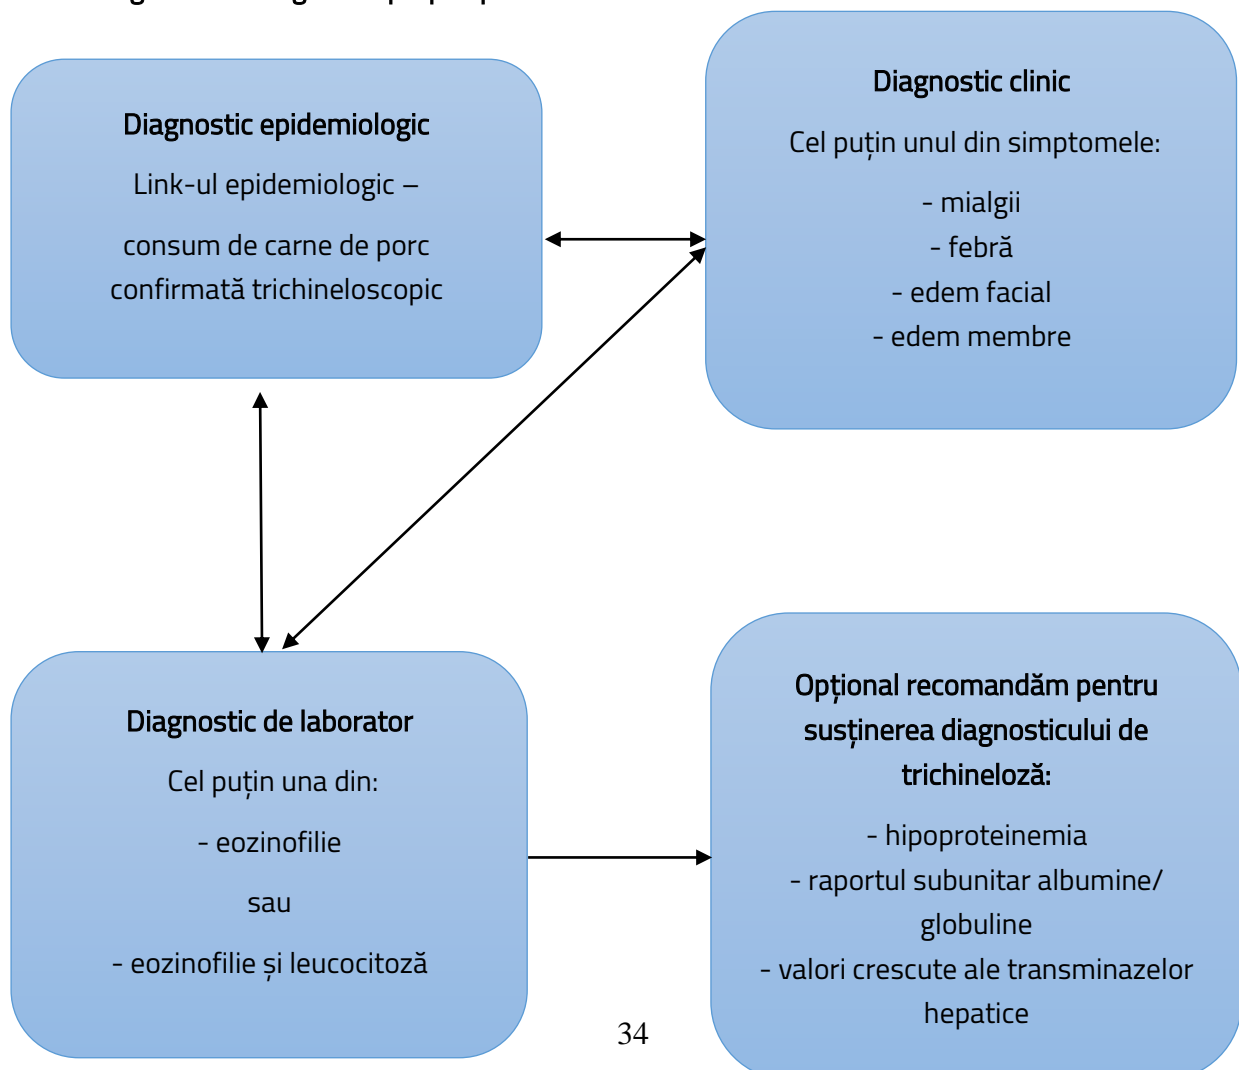 Diagnostic epidemiologic
Link-ul epidemiologic –
consum de carne de porc
confirmată trichineloscopic
Diagnostic clinic
Cel puțin unul din simptomele:
- mialgii
- febră
- edem facial
- edem membre
Diagnostic de laborator
Cel puțin una din:
- eozinofilie
sau
- eozinofilie și leucocitoză
Opțional recomandăm pentru
susținerea diagnosticului de
trichineloză:
- hipoproteinemia
- raportul subunitar albumine/
globuline
- valori crescute ale transminazelor
hepatice
34